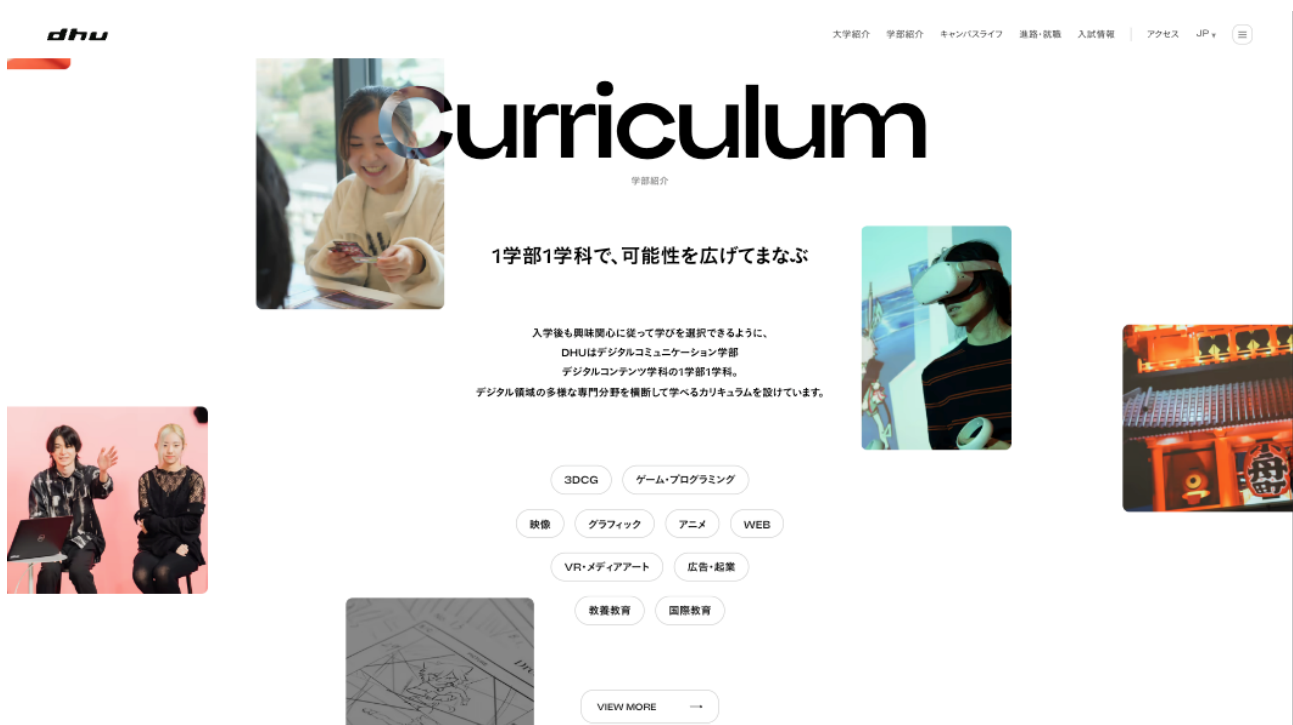 dhu
大学紹介 学部紹介 キャンパスライフ 進路・就職 入試情報 アクセス JP
Curriculum
学部紹介
1学部1学科で、可能性を広げてまなぶ
入学後も興味関心に従って学びを選択できるように、
DHUはデジタルコミュニケーション学部
デジタルコンテンツ学科の1学部1学科。
デジタル領域の多様な専門分野を横断して学べるカリキュラムを設けています。
3DCG ゲーム・プログラミング
映像 グラフィック アニメ WEB
VR・メディアアート 広告・起業
教養教育 国際教育
VIEW MORE
舟町